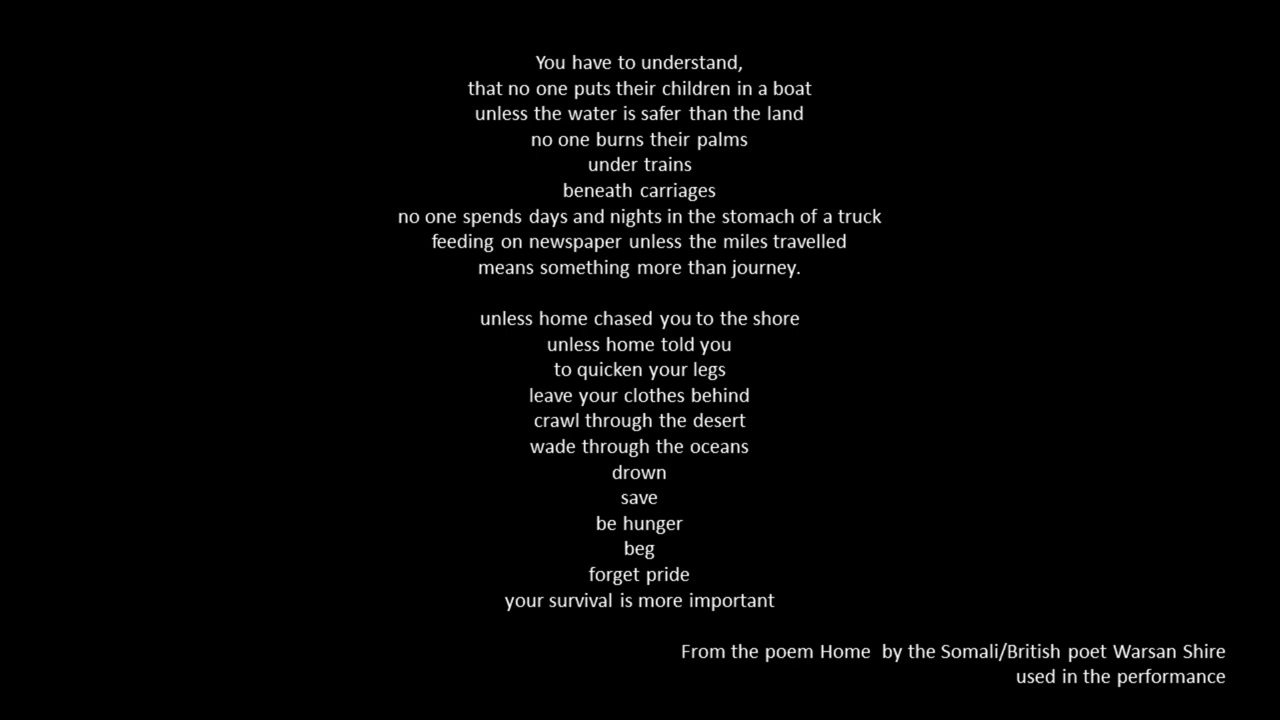 You have to understand,
that no one puts their children in a boat
unless the water is safer than the land
no one burns their palms
under trains
beneath carriages
no one spends days and nights in the stomach of a truck
feeding on newspaper unless the miles travelled
means something more than journey.
unless home chased you to the shore
unless home told you
to quicken your legs
leave your clothes behind
crawl through the desert
wade through the oceans
drown
save
be hunger
beg
forget pride
your survival is more important
From the poem Home by the Somali/British poet Warsan Shire
used in the performance